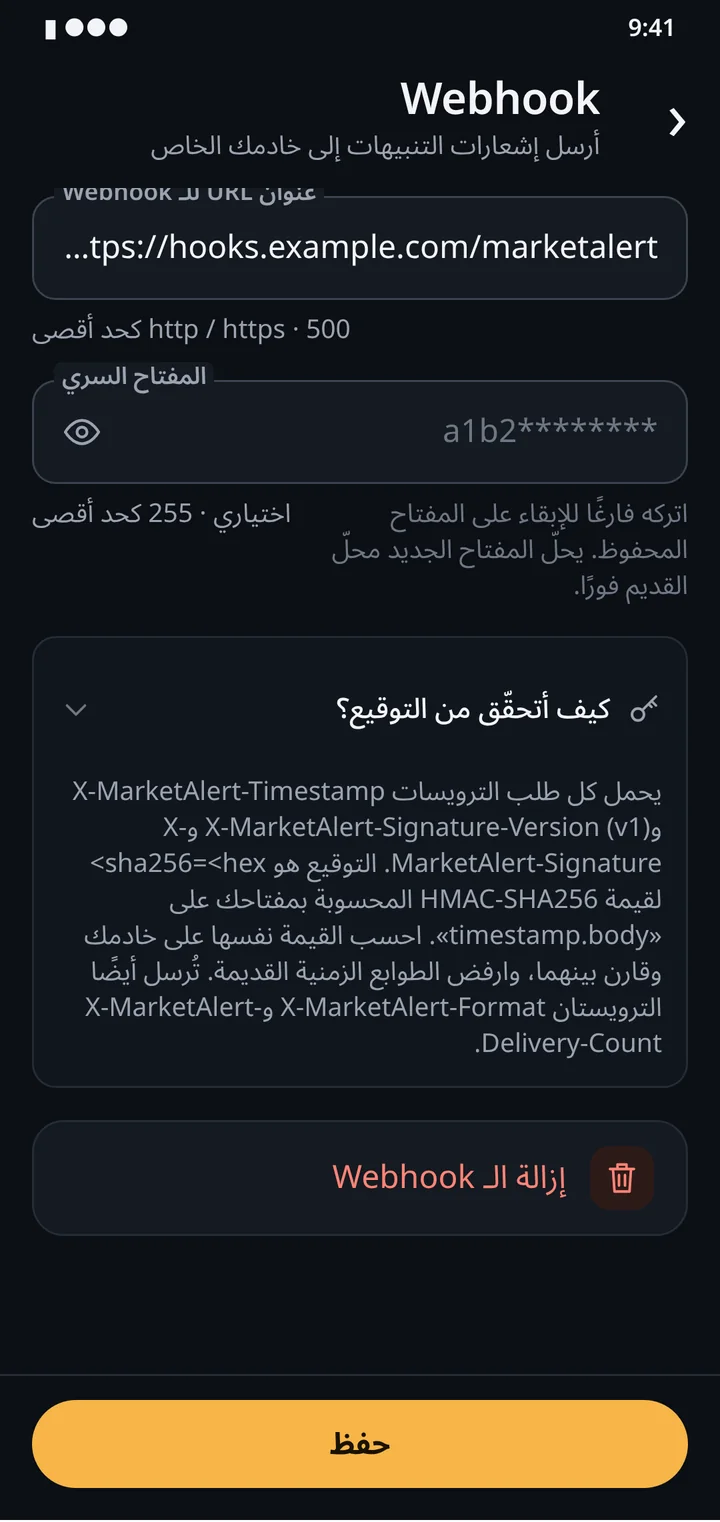 9:41
Webhook
أرسل إشعارات التنبيهات إلى خادمك الخاص
عنوان URL للـ Webhook
...tps://hooks.example.com/marketalert
http / https · 500 كحد أقصى
المفتاح السري
a1b2********
اتركه فارغًا للإبقاء على المفتاح
المحفوظ. يحلّ المفتاح الجديد محلّ
القديم فورًا.
اختياري · 255 كحد أقصى
كيف أتحقّق من التوقيع؟
يحمل كل طلب الترويسات X-MarketAlert-Timestamp
وX-MarketAlert-Signature-Version (v1) وX-
MarketAlert-Signature. التوقيع هو sha256=<hex>
لقيمة HMAC-SHA256 المحسوبة بمفتاحك على
«timestamp.body». احسب القيمة نفسها على خادمك
وقارن بينهما، وارفض الطوابع الزمنية القديمة. تُرسل أيضًا
الترويستان X-MarketAlert-Format وX-MarketAlert-
Delivery-Count.
إزالة الـ Webhook
حفظ